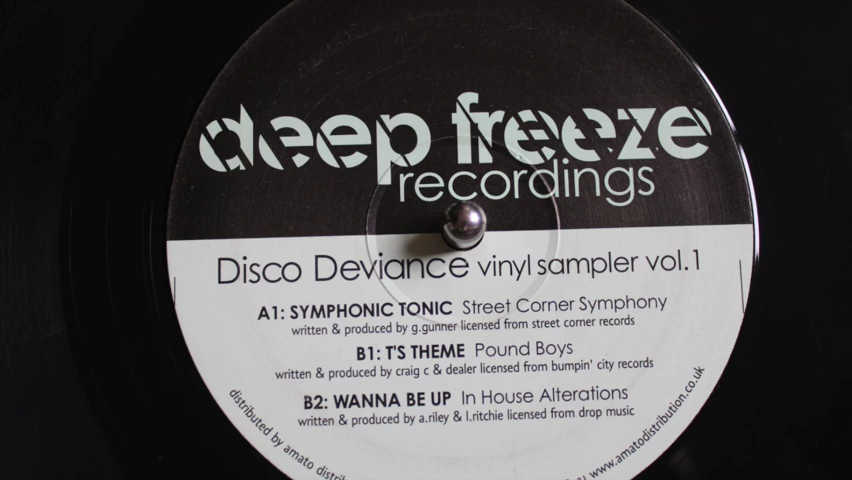 deep freeze
recordings
Disco Deviance vinyl sampler vol.1
A1: SYMPHONIC TONIC Street Corner Symphony
written & produced by g.gunner licensed from street corner records
B1: T'S THEME Pound Boys
written & produced by craig c & dealer licensed from bumpin' city records
B2: WANNA BE UP In House Alterations
written & produced by a.riley & l.ritchie licensed from drop music
distributed by amato
www.amatodistribution.co.uk